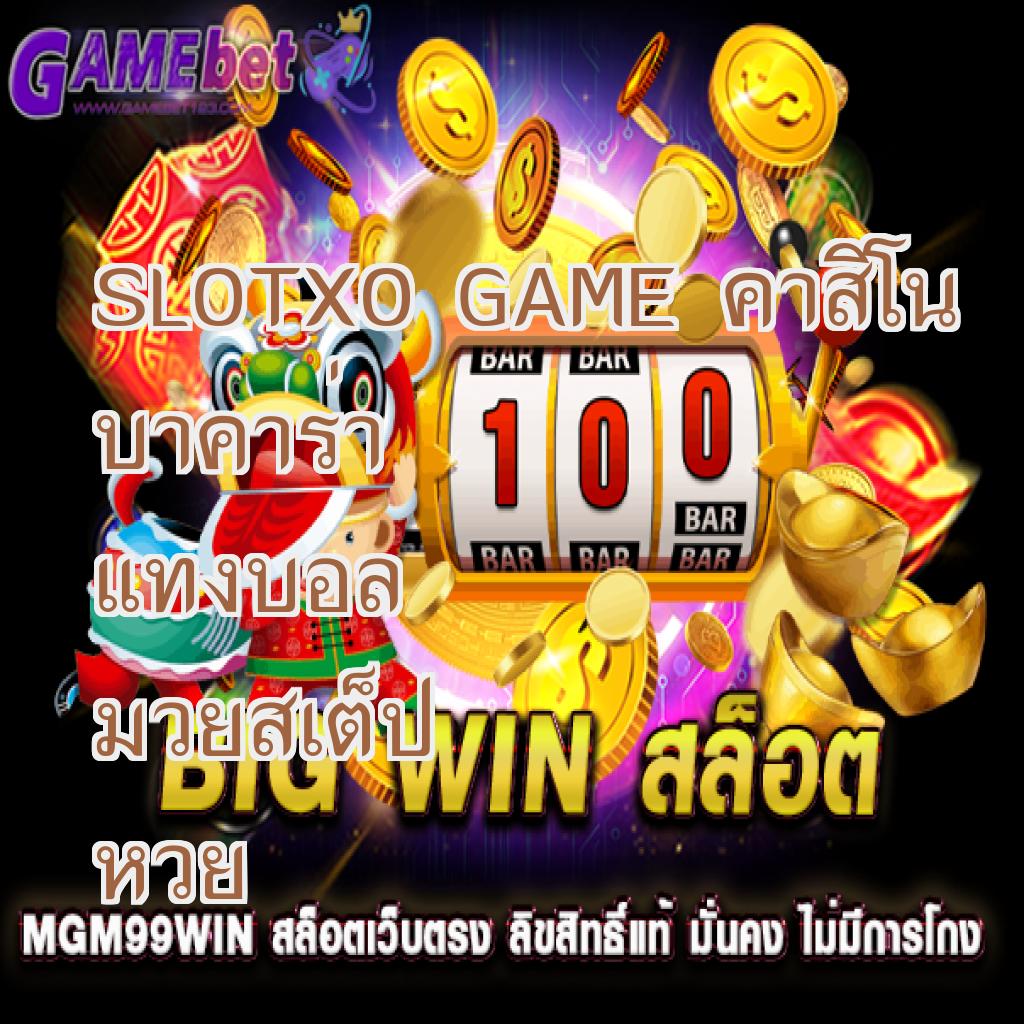 GAMEbet
WWW.GAMEBET193.COM
SLOTXO GAME คาสิโน
BAR BAR
บาคาร่า
1 0 0
BAR
BAR BAR BAR
แทงบอล
มวยสเต็ป
BIG WIN สล็อต
หวย
MGM99WIN สล็อตเว็บตรง ลิขสิทธิ์แท้ มั่นคง ไม่มีการโกง